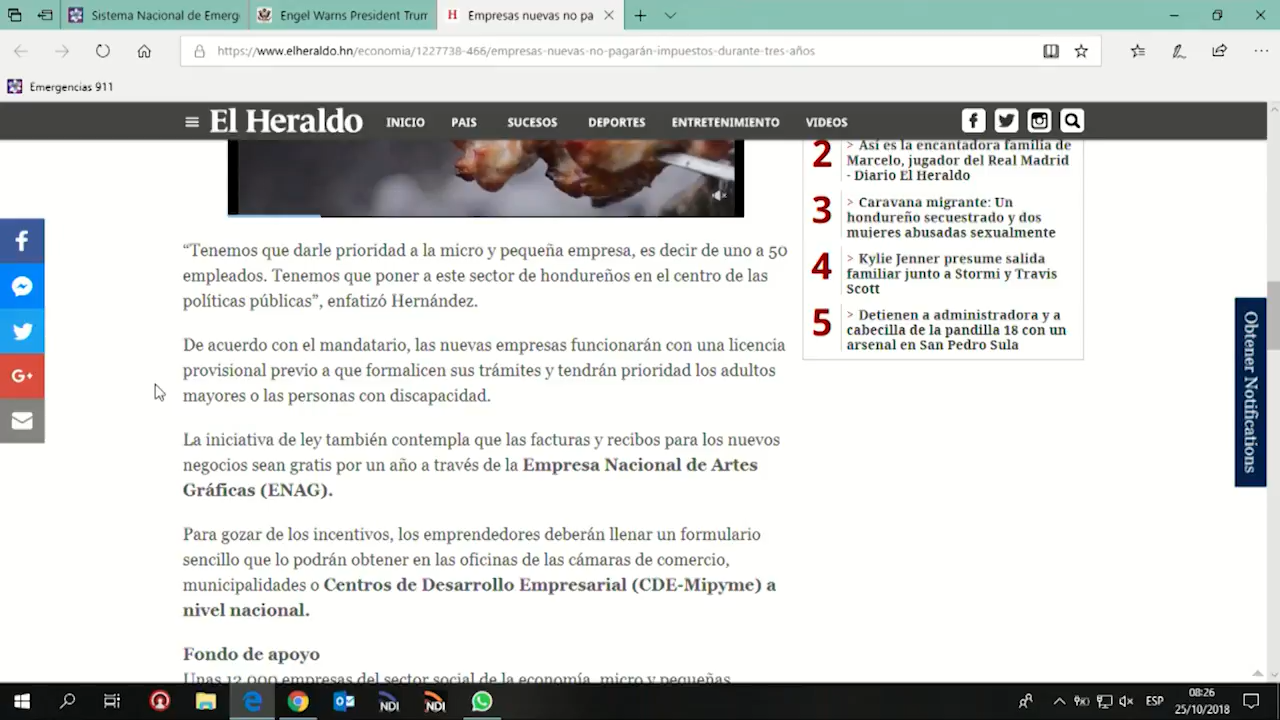 Sistema Nacional de Emerg
Engel Warns President Trum
H Empresas nuevas no pa
https://www.elheraldo.hn/economia/1227738-466/empresas-nuevas-no-pagarán-impuestos-durante-tres-años
Emergencias 911
El Heraldo INICIO PAIS SUCESOS DEPORTES ENTRETENIMIENTO VIDEOS
“Tenemos que darle prioridad a la micro y pequeña empresa, es decir de uno a 50
empleados. Tenemos que poner a este sector de hondureños en el centro de las
políticas públicas”, enfatizó Hernández.
De acuerdo con el mandatario, las nuevas empresas funcionarán con una licencia
provisional previo a que formalicen sus trámites y tendrán prioridad los adultos
mayores o las personas con discapacidad.
La iniciativa de ley también contempla que las facturas y recibos para los nuevos
negocios sean gratis por un año a través de la Empresa Nacional de Artes
Gráficas (ENAG).
Para gozar de los incentivos, los emprendedores deberán llenar un formulario
sencillo que lo podrán obtener en las oficinas de las cámaras de comercio,
municipalidades o Centros de Desarrollo Empresarial (CDE-Mipyme) a
nivel nacional.
Fondo de apoyo
Unas 12,000 empresas del sector social de la economía, micro y pequeñas
2 > Así es la encantadora familia de
Marcelo, jugador del Real Madrid
- Diario El Heraldo
3 > Caravana migrante: Un
hondureño secuestrado y dos
mujeres abusadas sexualmente
4 > Kylie Jenner presume salida
familiar junto a Stormi y Travis
Scott
5 > Detienen a administradora y a
cabecilla de la pandilla 18 con un
arsenal en San Pedro Sula
Obtener Notifications
G+
NDI
NDI
ESP
08:26
25/10/2018